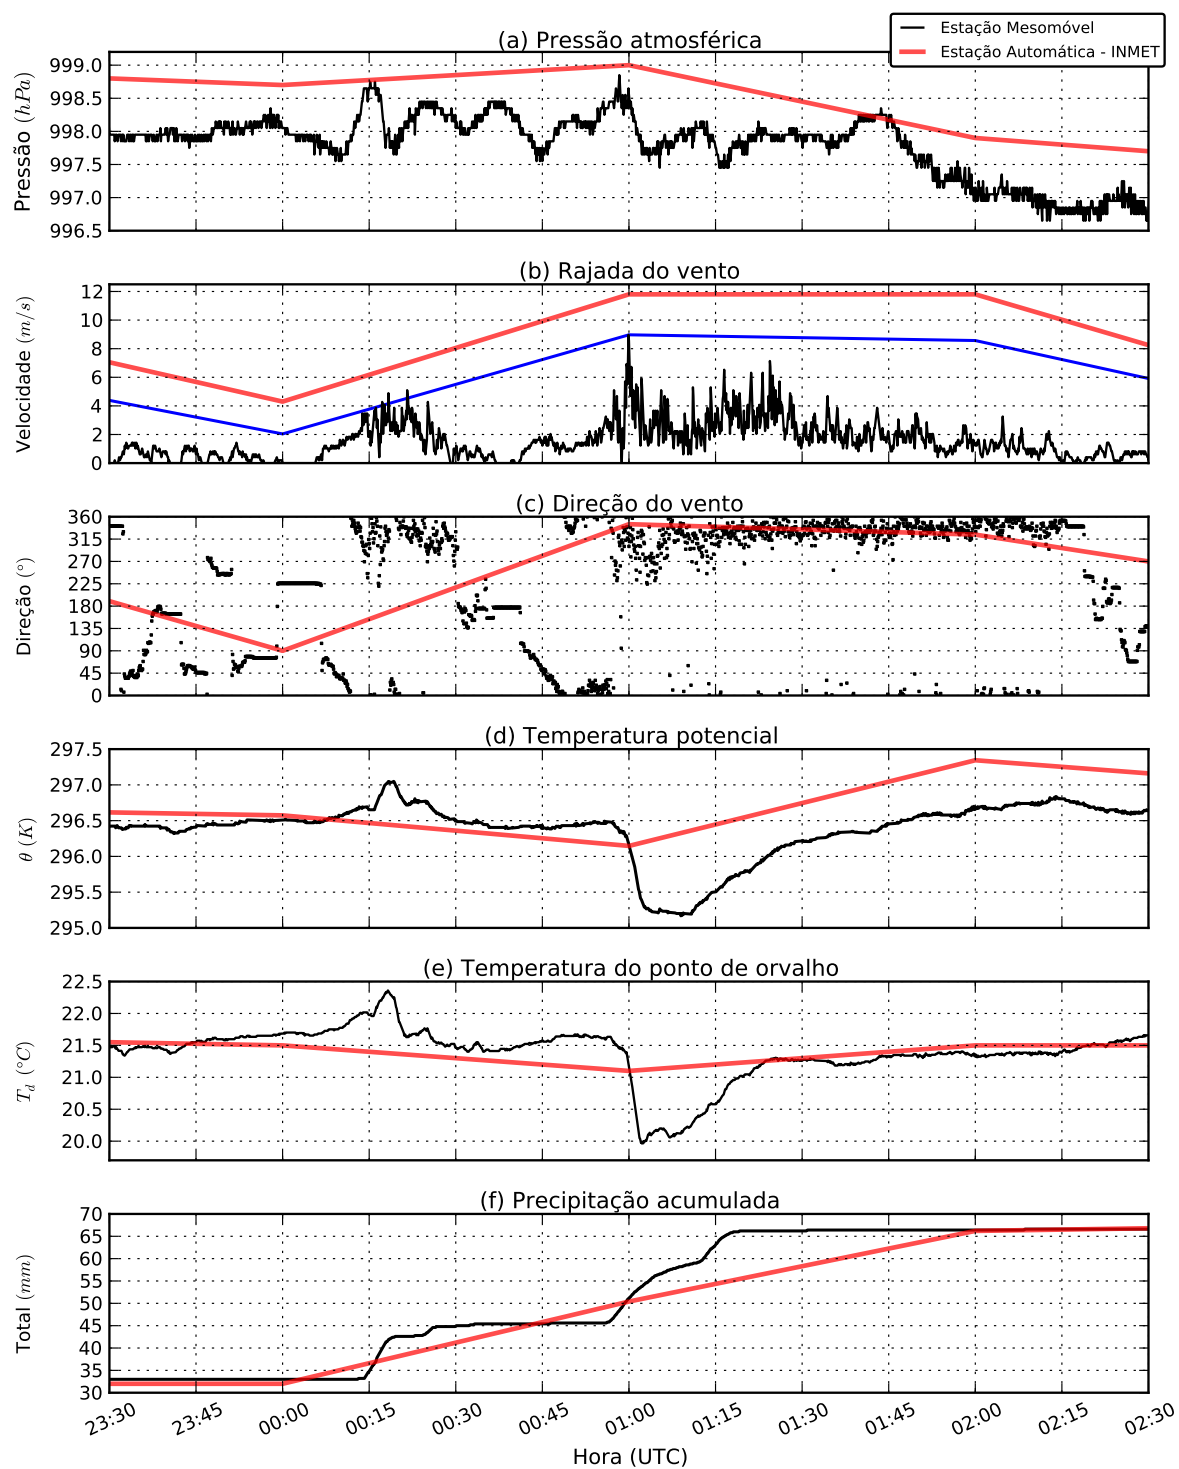 Estação Mesomóvel
Estação Automática - INMET
(a) Pressão atmosférica
Pressão (hPa)
999.0
998.5
998.0
997.5
997.0
996.5
(b) Rajada do vento
Velocidade (m/s)
12
10
8
6
4
2
0
(c) Direção do vento
Direção (°)
360
315
270
225
180
135
90
45
0
(d) Temperatura potencial
θ (K)
297.5
297.0
296.5
296.0
295.5
295.0
(e) Temperatura do ponto de orvalho
T_d (°C)
22.5
22.0
21.5
21.0
20.5
20.0
(f) Precipitação acumulada
Total (mm)
70
65
60
55
50
45
40
35
30
23:30 23:45 00:00 00:15 00:30 00:45 01:00 01:15 01:30 01:45 02:00 02:15 02:30
Hora (UTC)